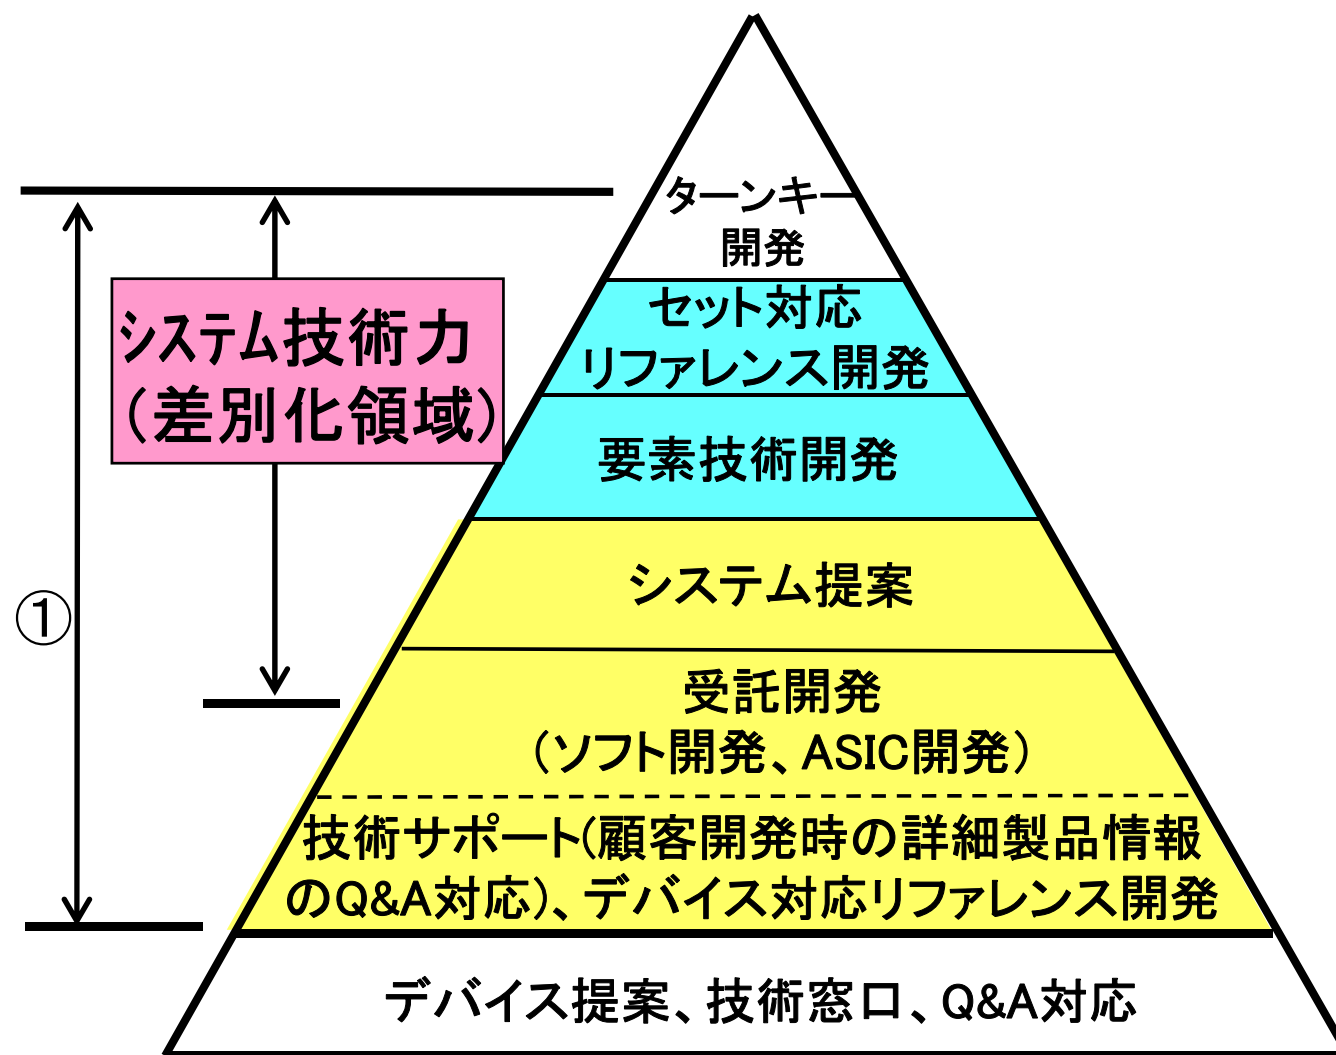 ターンキー
開発
セット対応
リファレンス開発
システム技術力
（差別化領域）
要素技術開発
システム提案
①
受託開発
（ソフト開発、ASIC開発）
技術サポート(顧客開発時の詳細製品情報
のQ&A対応）、デバイス対応リファレンス開発
デバイス提案、技術窓口、Q&A対応